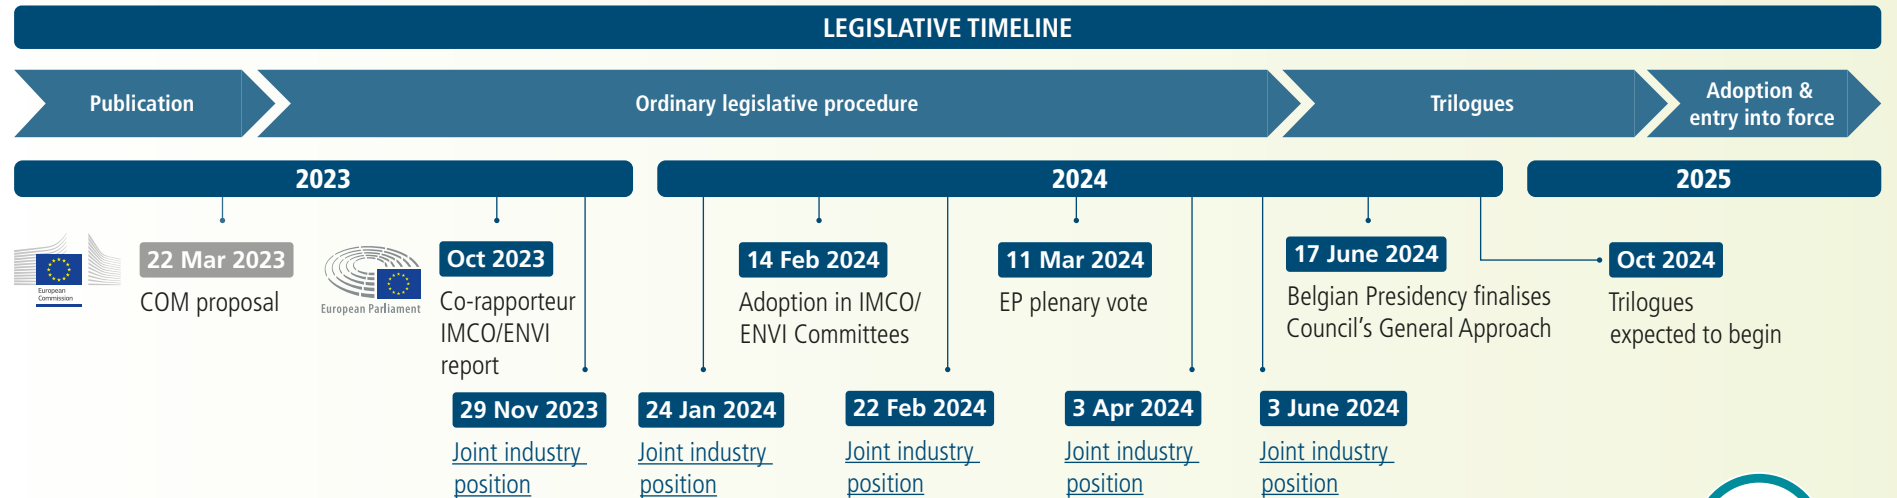 LEGISLATIVE TIMELINE
Publication
Ordinary legislative procedure
Trilogues
Adoption &
entry into force
2023
2024
2025
European
Commission
22 Mar 2023
COM proposal
European Parliament
Oct 2023
Co-rapporteur
IMCO/ENVI
report
14 Feb 2024
Adoption in IMCO/
ENVI Committees
11 Mar 2024
EP plenary vote
17 June 2024
Belgian Presidency finalises
Council's General Approach
Oct 2024
Trilogues
expected to begin
29 Nov 2023
Joint industry
position
24 Jan 2024
Joint industry
position
22 Feb 2024
Joint industry
position
3 Apr 2024
Joint industry
position
3 June 2024
Joint industry
position